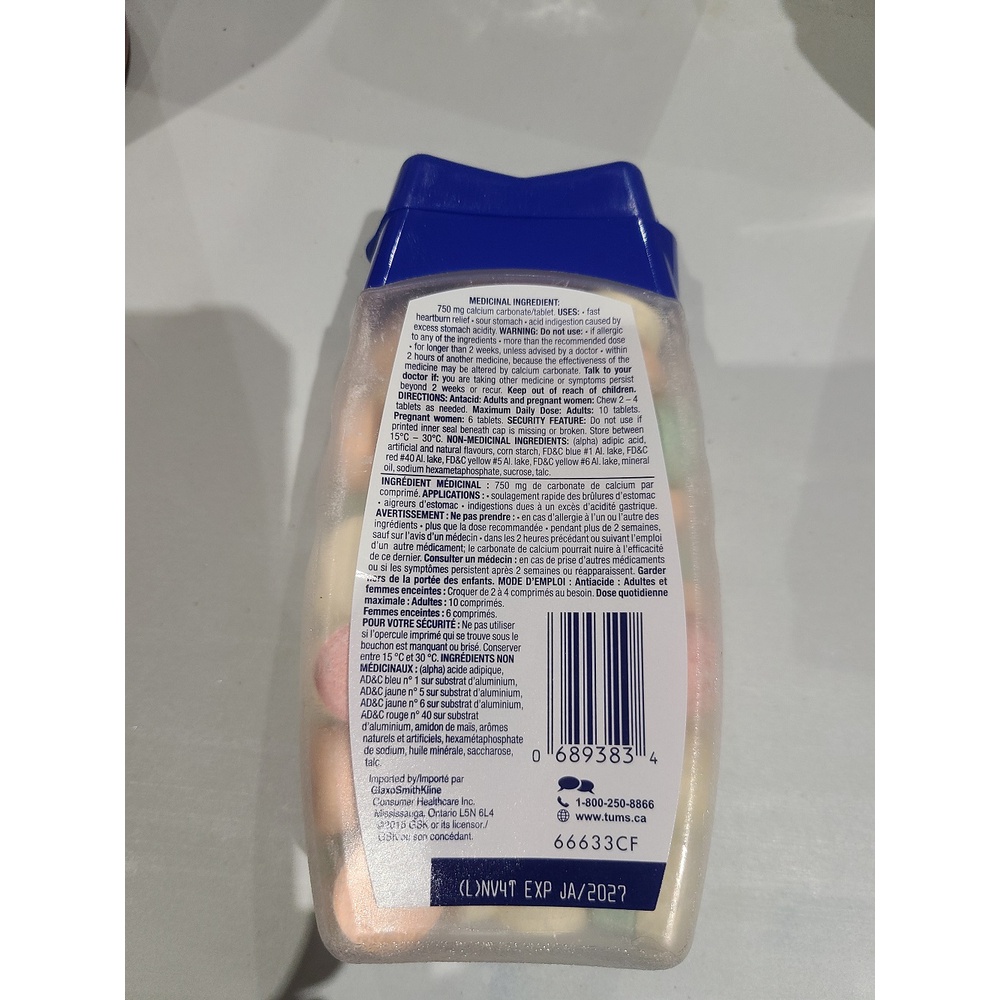 MEDICINAL INGREDIENT:
750 mg calcium carbonate/tablet. USES: • fast
heartburn relief • sour stomach • acid indigestion caused by
excess stomach acidity. WARNING: Do not use: • if allergic
to any of the ingredients • more than the recommended dose
• for longer than 2 weeks, unless advised by a doctor • within
2 hours of another medicine, because the effectiveness of the
medicine may be altered by calcium carbonate. Talk to your
doctor if: you are taking other medicine or symptoms persist
beyond 2 weeks or recur. Keep out of reach of children.
DIRECTIONS: Antacid: Adults and pregnant women: Chew 2 – 4
tablets as needed. Maximum Daily Dose: Adults: 10 tablets.
Pregnant women: 6 tablets. SECURITY FEATURE: Do not use if
printed inner seal beneath cap is missing or broken. Store between
15°C – 30°C. NON-MEDICINAL INGREDIENTS: (alpha) adipic acid,
artificial and natural flavours, corn starch, FD&C blue #1 Al. lake, FD&C
red #40 Al. lake, FD&C yellow #5 Al. lake, FD&C yellow #6 Al. lake, mineral
oil, sodium hexametaphosphate, sucrose, talc.
INGRÉDIENT MÉDICINAL : 750 mg de carbonate de calcium par
comprimé. APPLICATIONS : • soulagement rapide des brûlures d'estomac
• aigreurs d'estomac • indigestions dues à un excès d'acidité gastrique.
AVERTISSEMENT : Ne pas prendre : • en cas d'allergie à l'un ou l'autre des
ingrédients • plus que la dose recommandée • pendant plus de 2 semaines,
sauf sur l'avis d'un médecin • dans les 2 heures précédant ou suivant l'emploi
d'un autre médicament; le carbonate de calcium pourrait nuire à l'efficacité
de ce dernier. Consulter un médecin : en cas de prise d'autres médicaments
ou si les symptômes persistent après 2 semaines ou réapparaissent. Garder
hors de la portée des enfants. MODE D'EMPLOI : Antiacide : Adultes et
femmes enceintes : Croquer de 2 à 4 comprimés au besoin. Dose quotidienne
maximale : Adultes : 10 comprimés.
Femmes enceintes : 6 comprimés.
POUR VOTRE SÉCURITÉ : Ne pas utiliser
si l'opercule imprimé qui se trouve sous le
bouchon est manquant ou brisé. Conserver
entre 15 °C et 30 °C. INGRÉDIENTS NON
MÉDICINAUX : (alpha) acide adipique,
AD&C bleu n° 1 sur substrat d'aluminium,
AD&C jaune n° 5 sur substrat d'aluminium,
AD&C jaune n° 6 sur substrat d'aluminium,
AD&C rouge n° 40 sur substrat
d'aluminium, amidon de maïs, arômes
naturels et artificiels, hexamétaphosphate
de sodium, huile minérale, saccharose,
talc.
0 689383 4
Imported by/Importé par
GlaxoSmithKline
Consumer Healthcare Inc.
Mississauga, Ontario L5N 6L4
©2015 GSK or its licensor./
GSK ou son concédant.
1-800-250-8866
www.tums.ca
66633CF
(L)NV4T EXP JA/2027